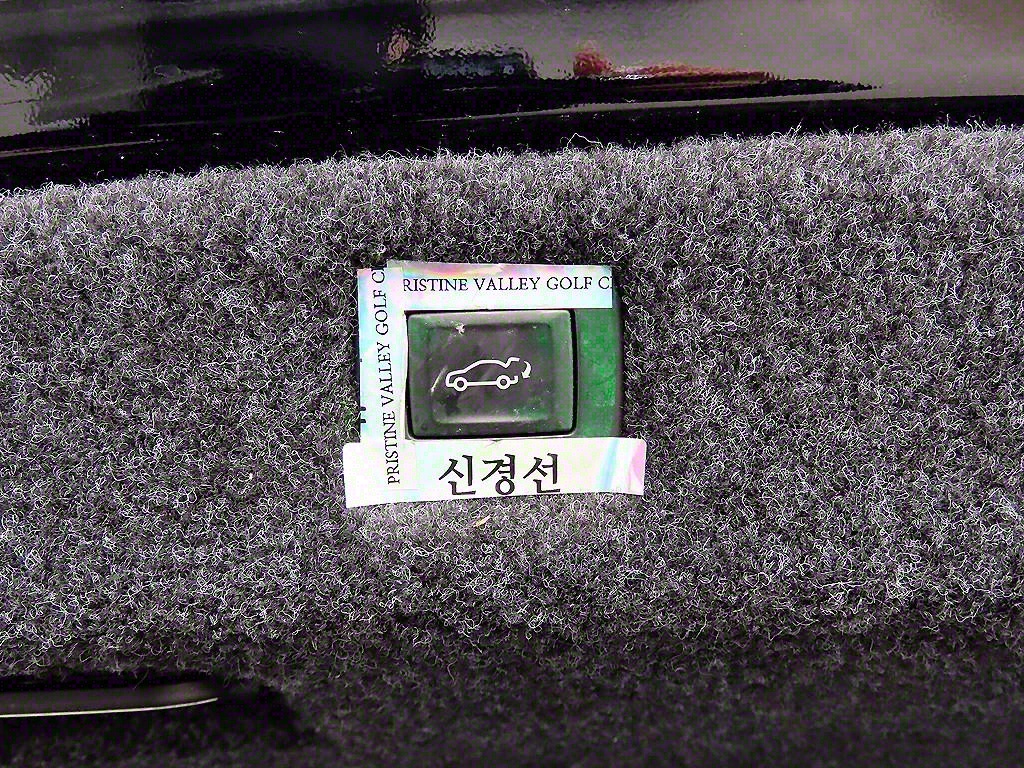 RISTINE VALLEY GOLF C
PRISTINE VALLEY GOLF C
신경선